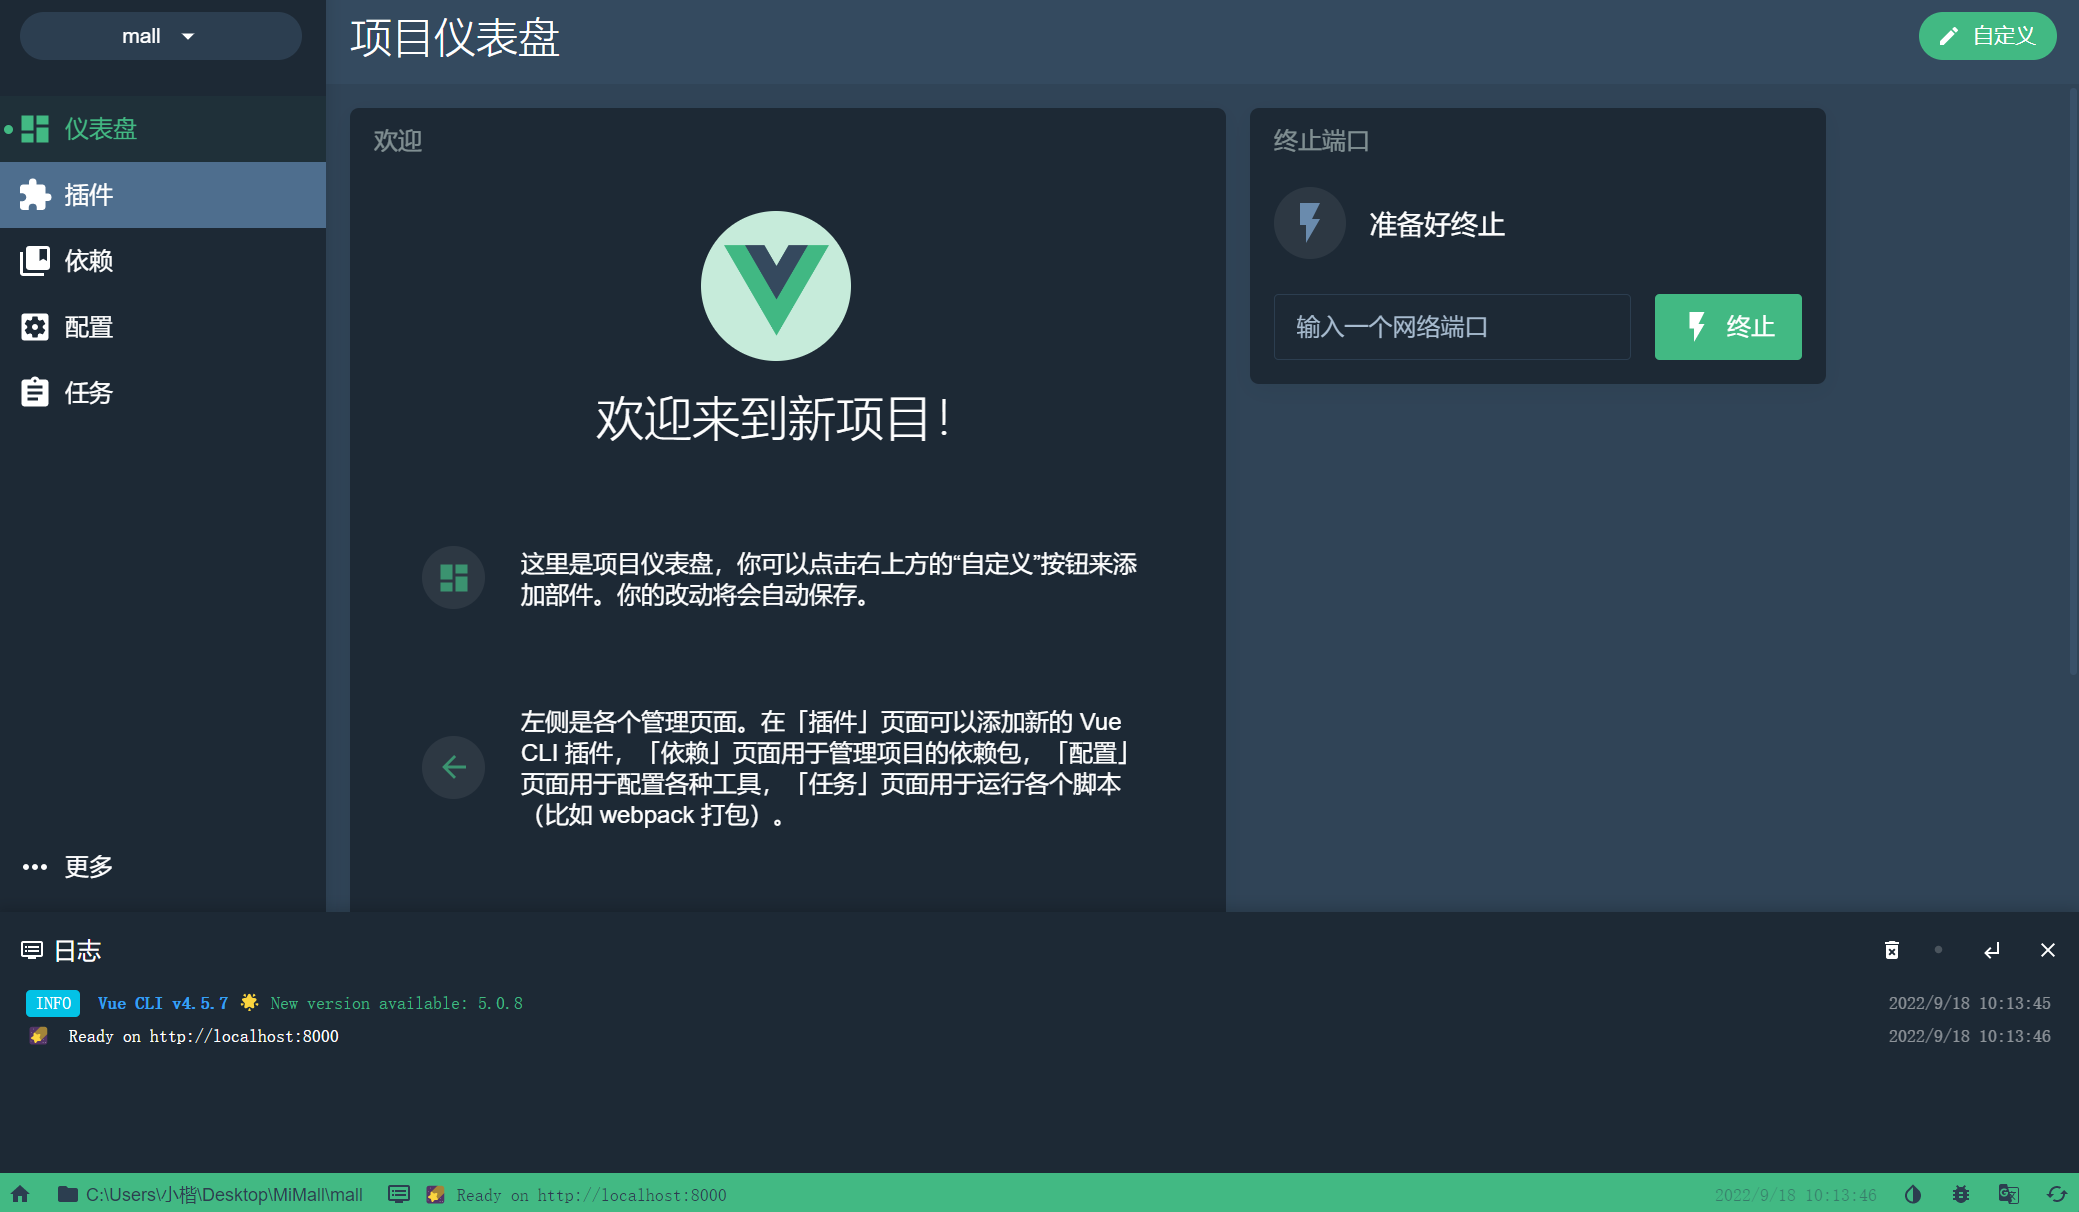 mall
项目仪表盘
自定义
仪表盘
插件
依赖
配置
任务
更多
欢迎
欢迎来到新项目！
这里是项目仪表盘，你可以点击右上方的“自定义”按钮来添
加部件。你的改动将会自动保存。
左侧是各个管理页面。在「插件」页面可以添加新的 Vue
CLI 插件，「依赖」页面用于管理项目的依赖包，「配置」
页面用于配置各种工具，「任务」页面用于运行各个脚本
（比如 webpack 打包）。
终止端口
准备好终止
输入一个网络端口
终止
日志
INFO Vue CLI v4.5.7 🌟 New version available: 5.0.8 2022/9/18 10:13:45
🌠 Ready on http://localhost:8000 2022/9/18 10:13:46
C:\Users\小楷\Desktop\MiMall\mall 🌠 Ready on http://localhost:8000 2022/9/18 10:13:46